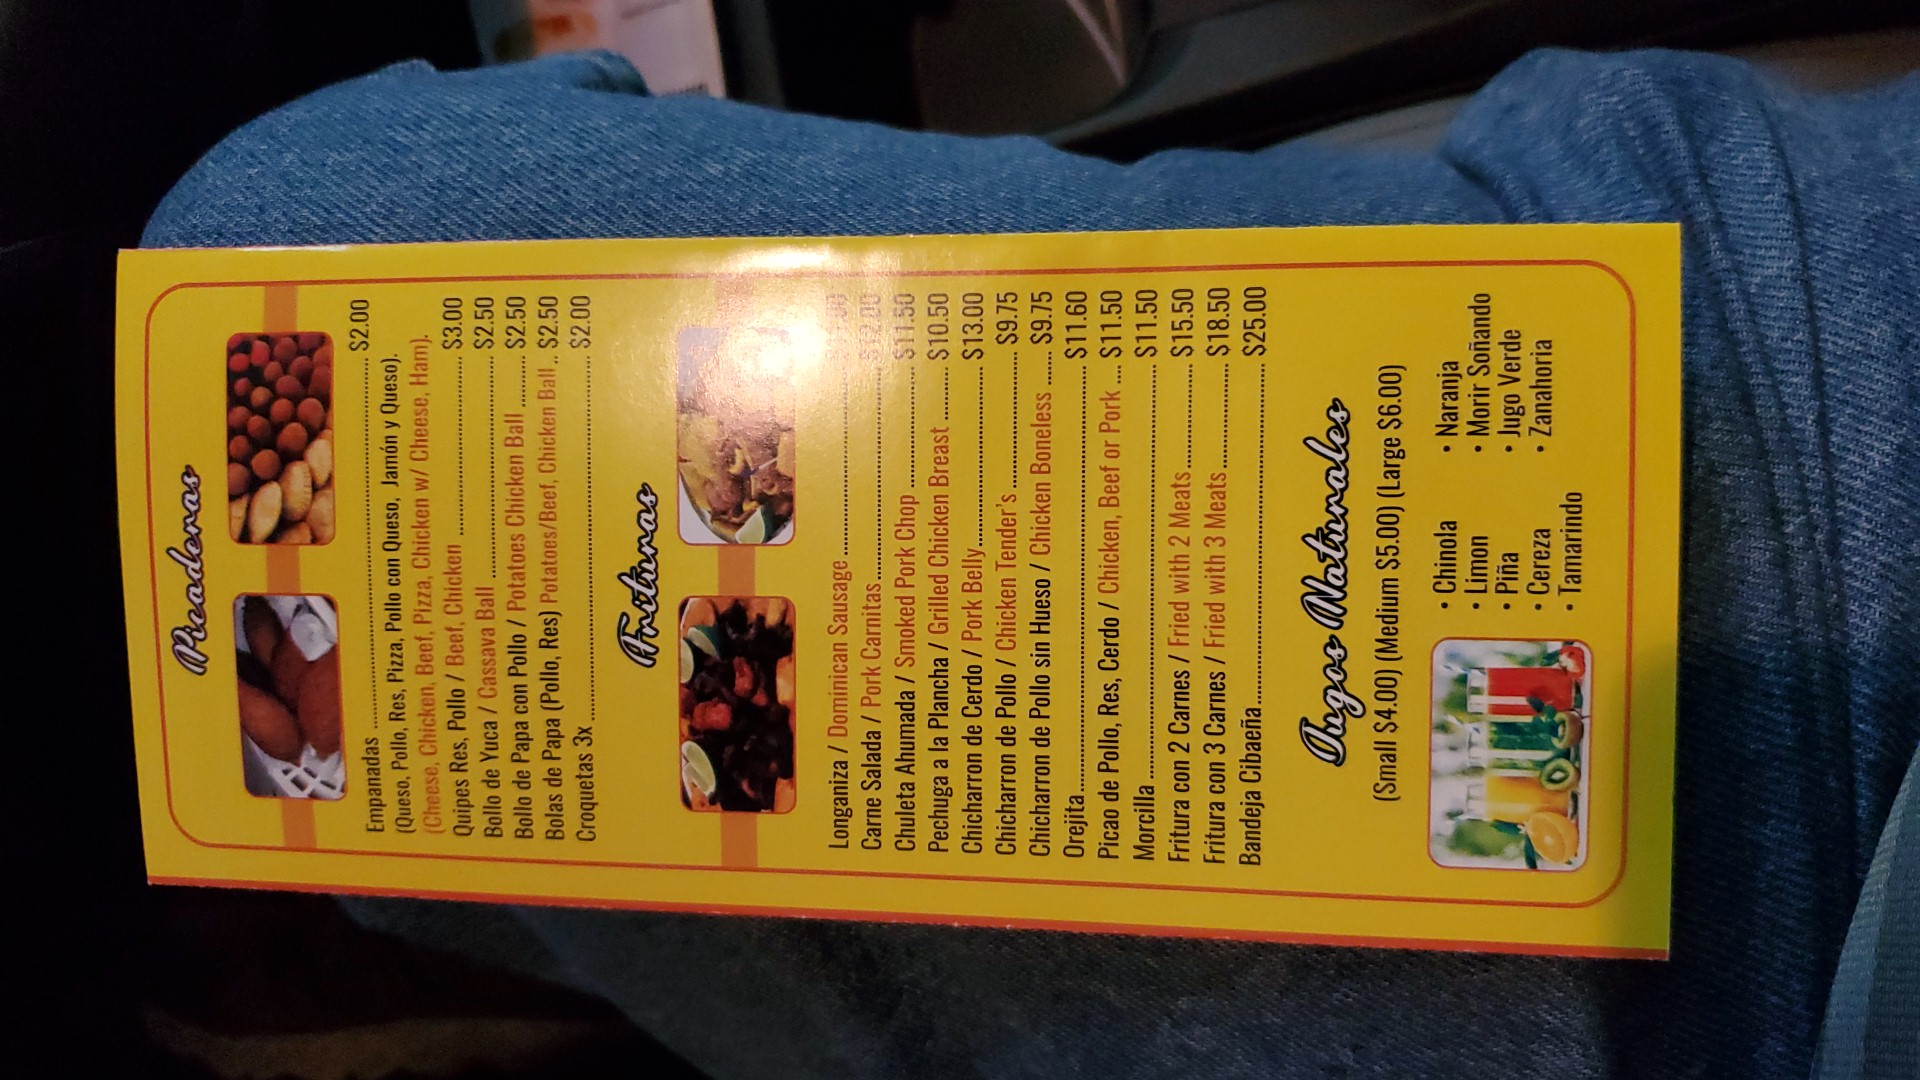 Picaderas
Empanadas ........ $2.00
(Queso, Pollo, Res, Pizza, Pollo con Queso, Jamón y Queso).
(Cheese, Chicken, Beef, Pizza, Chicken w/ Cheese, Ham).
Quipes Res, Pollo / Beef, Chicken ........ $3.00
Bollo de Yuca / Cassava Ball ........ $2.50
Bollo de Papa con Pollo / Potatoes Chicken Ball ........ $2.50
Bolas de Papa (Pollo, Res) Potatoes/Beef, Chicken Ball .. $2.50
Croquetas 3x ........ $2.00
Frituras
Longaniza / Dominican Sausage ........
Carne Salada / Pork Carnitas ........
Chuleta Ahumada / Smoked Pork Chop ........ $11.50
Pechuga a la Plancha / Grilled Chicken Breast ........ $10.50
Chicharron de Cerdo / Pork Belly ........ $13.00
Chicharron de Pollo / Chicken Tender's ........ $9.75
Chicharron de Pollo sin Hueso / Chicken Boneless ..... $9.75
Orejita ........ $11.60
Picao de Pollo, Res, Cerdo / Chicken, Beef or Pork .... $11.50
Morcilla ........ $11.50
Fritura con 2 Carnes / Fried with 2 Meats ........ $15.50
Fritura con 3 Carnes / Fried with 3 Meats ........ $18.50
Bandeja Cibaeña ........ $25.00
Jugos Naturales
(Small $4.00) (Medium $5.00) (Large $6.00)
• Chinola
• Limon
• Piña
• Cereza
• Tamarindo
• Naranja
• Morir Soñando
• Jugo Verde
• Zanahoria